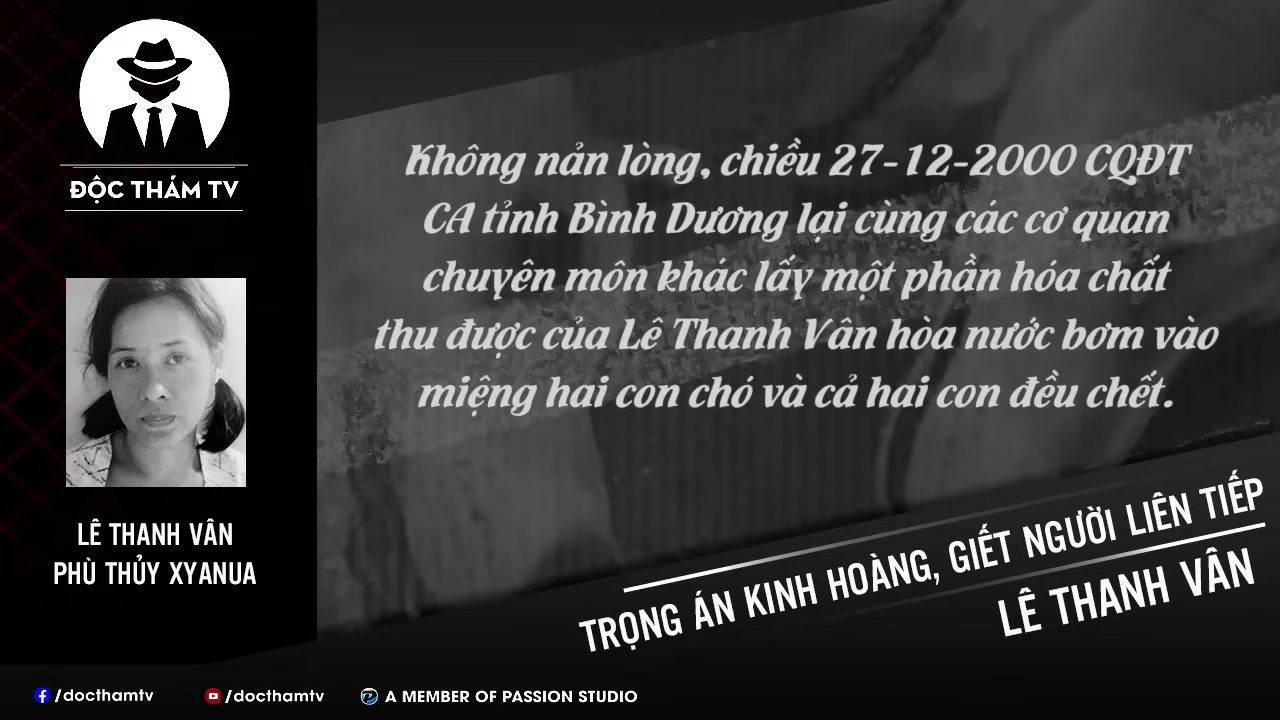 ĐỘC THÁM TV
LÊ THANH VÂN
PHÙ THỦY XYANUA
Không nản lòng, chiều 27-12-2000 CQĐT
CA tỉnh Bình Dương lại cùng các cơ quan
chuyên môn khác lấy một phần hóa chất
thu được của Lê Thanh Vân hòa nước bơm vào
miệng hai con chó và cả hai con đều chết.
TRỌNG ÁN KINH HOÀNG, GIẾT NGƯỜI LIÊN TIẾP
LÊ THANH VÂN
/docthamtv
/docthamtv
A MEMBER OF PASSION STUDIO